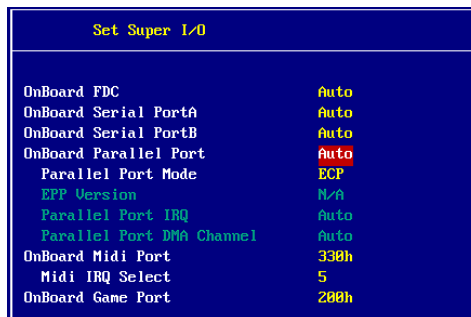 Set Super I/O
OnBoard FDC Auto
OnBoard Serial PortA Auto
OnBoard Serial PortB Auto
OnBoard Parallel Port Auto
Parallel Port Mode ECP
EPP Version N/A
Parallel Port IRQ Auto
Parallel Port DMA Channel Auto
OnBoard Midi Port 330h
Midi IRQ Select 5
OnBoard Game Port 200h